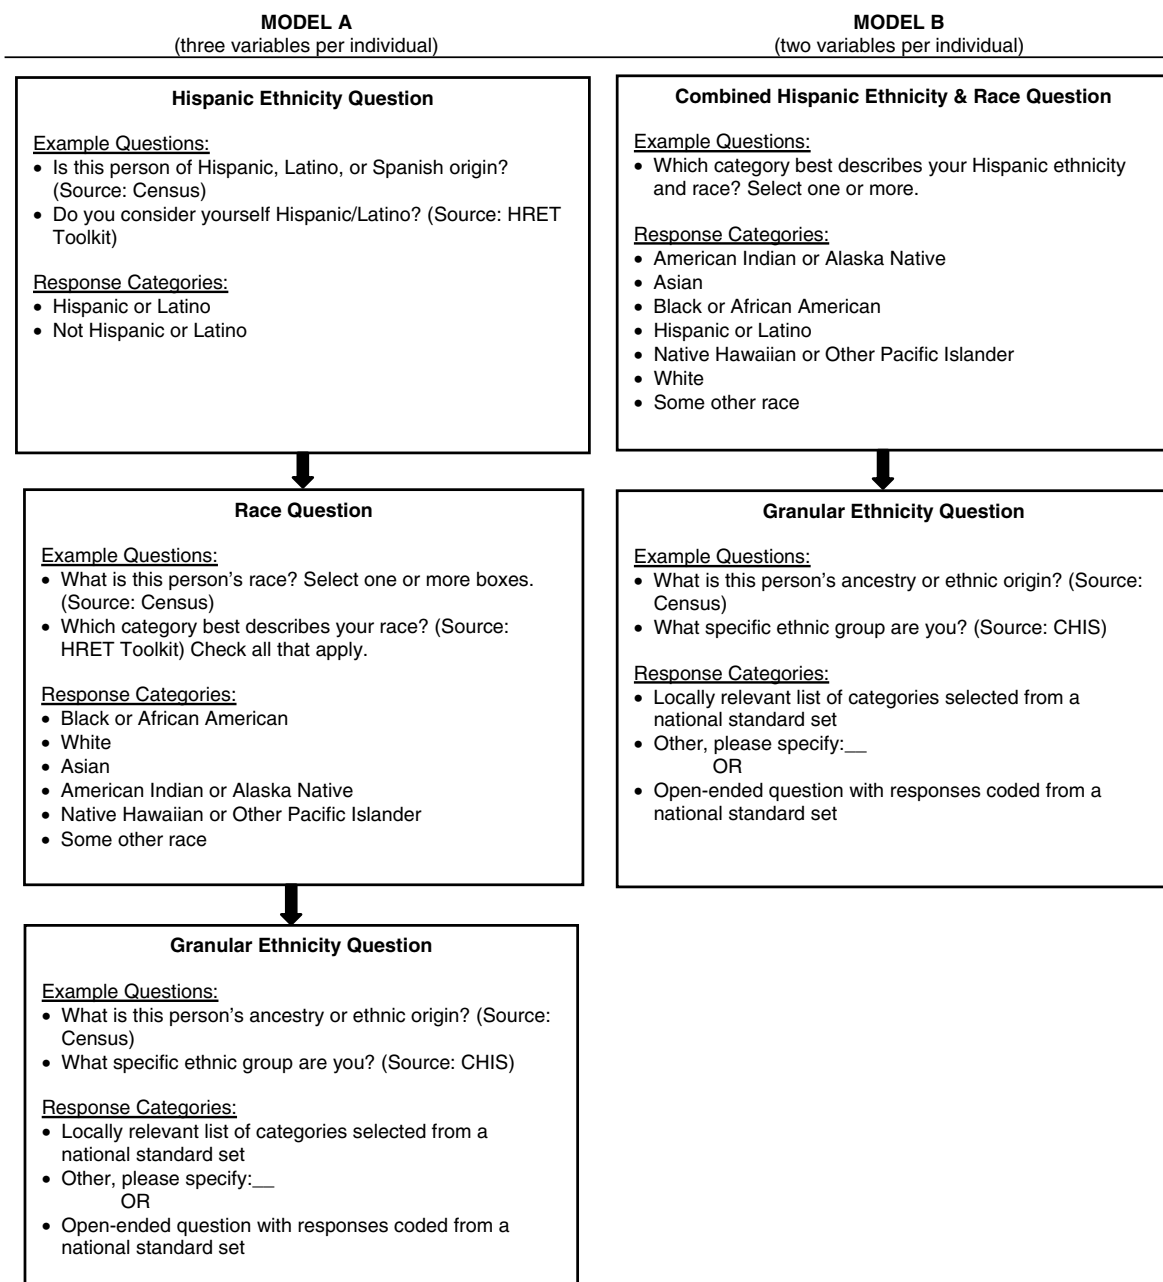 MODEL A
(three variables per individual)
MODEL B
(two variables per individual)
Hispanic Ethnicity Question
Example Questions:
• Is this person of Hispanic, Latino, or Spanish origin?
(Source: Census)
• Do you consider yourself Hispanic/Latino? (Source: HRET
Toolkit)
Response Categories:
• Hispanic or Latino
• Not Hispanic or Latino
Race Question
Example Questions:
• What is this person's race? Select one or more boxes.
(Source: Census)
• Which category best describes your race? (Source:
HRET Toolkit) Check all that apply.
Response Categories:
• Black or African American
• White
• Asian
• American Indian or Alaska Native
• Native Hawaiian or Other Pacific Islander
• Some other race
Granular Ethnicity Question
Example Questions:
• What is this person's ancestry or ethnic origin? (Source:
Census)
• What specific ethnic group are you? (Source: CHIS)
Response Categories:
• Locally relevant list of categories selected from a
national standard set
• Other, please specify:__
OR
• Open-ended question with responses coded from a
national standard set
Combined Hispanic Ethnicity & Race Question
Example Questions:
• Which category best describes your Hispanic ethnicity
and race? Select one or more.
Response Categories:
• American Indian or Alaska Native
• Asian
• Black or African American
• Hispanic or Latino
• Native Hawaiian or Other Pacific Islander
• White
• Some other race
Granular Ethnicity Question
Example Questions:
• What is this person's ancestry or ethnic origin? (Source:
Census)
• What specific ethnic group are you? (Source: CHIS)
Response Categories:
• Locally relevant list of categories selected from a
national standard set
• Other, please specify:__
OR
• Open-ended question with responses coded from a
national standard set